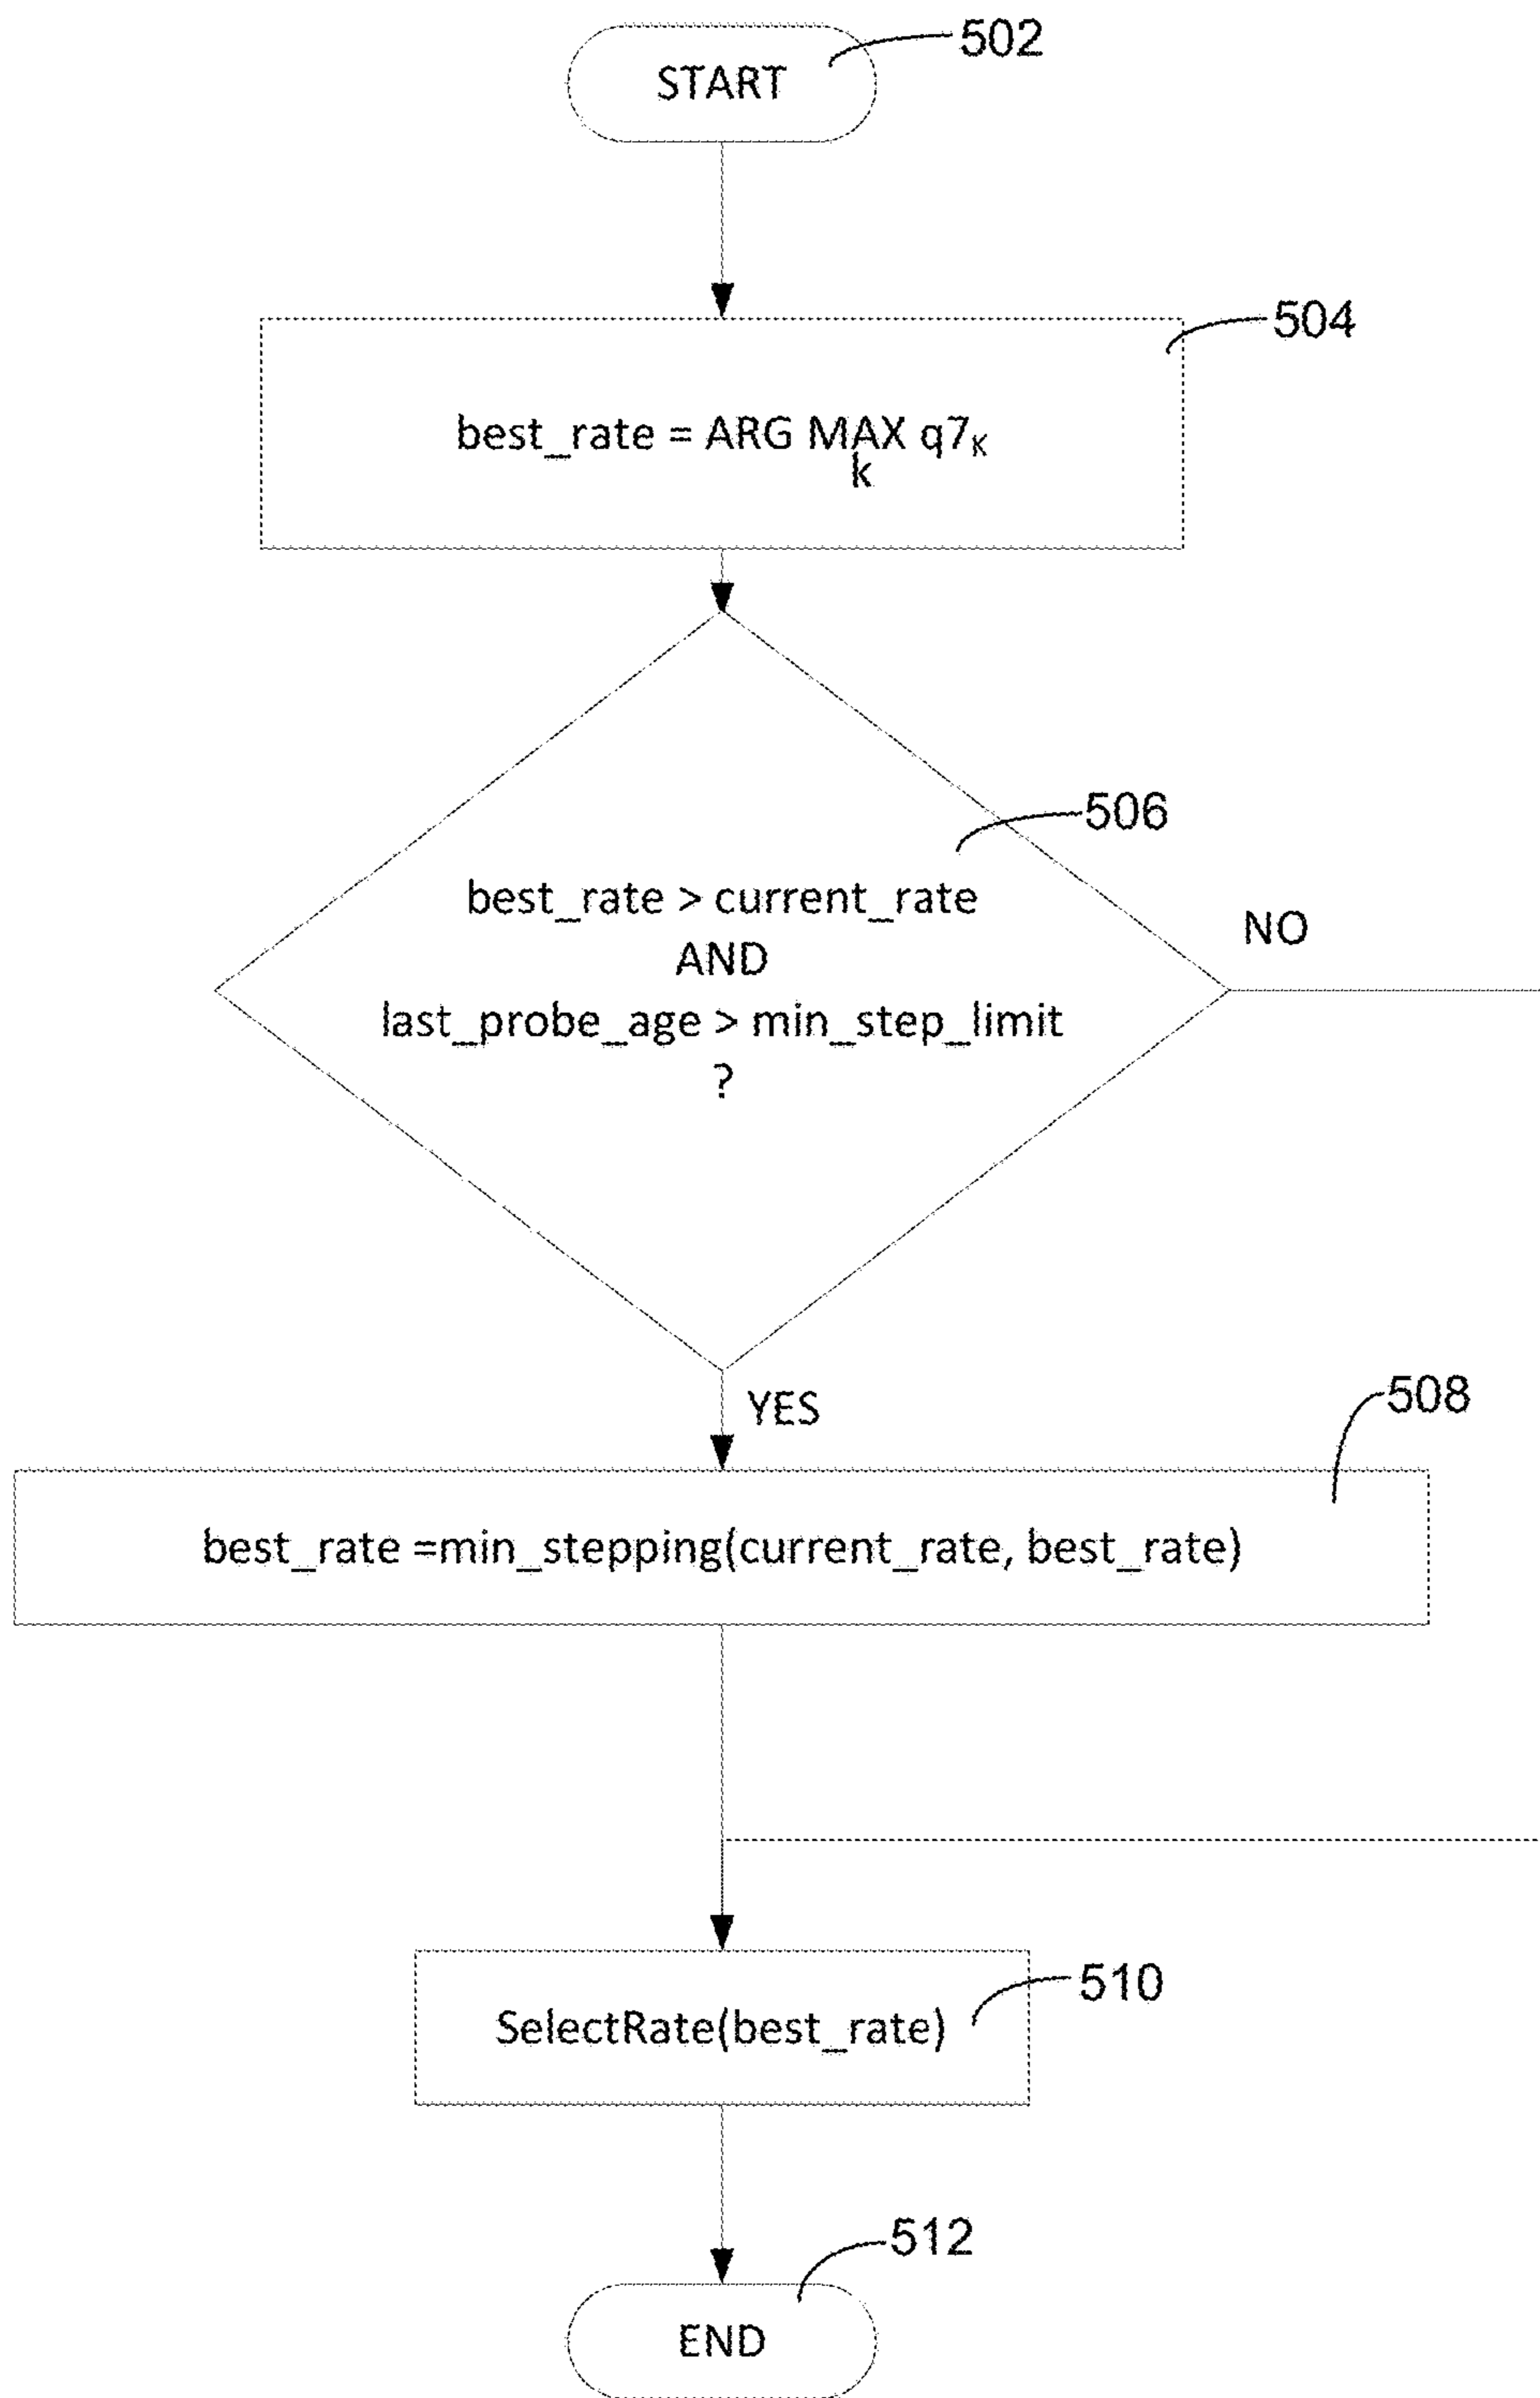 502
START
504
best_rate = ARG MAX q7K
k
506
best_rate > current_rate
AND
last_probe_age > min_step_limit
?
NO
YES
508
best_rate =min_stepping(current_rate, best_rate)
510
SelectRate(best_rate)
512
END